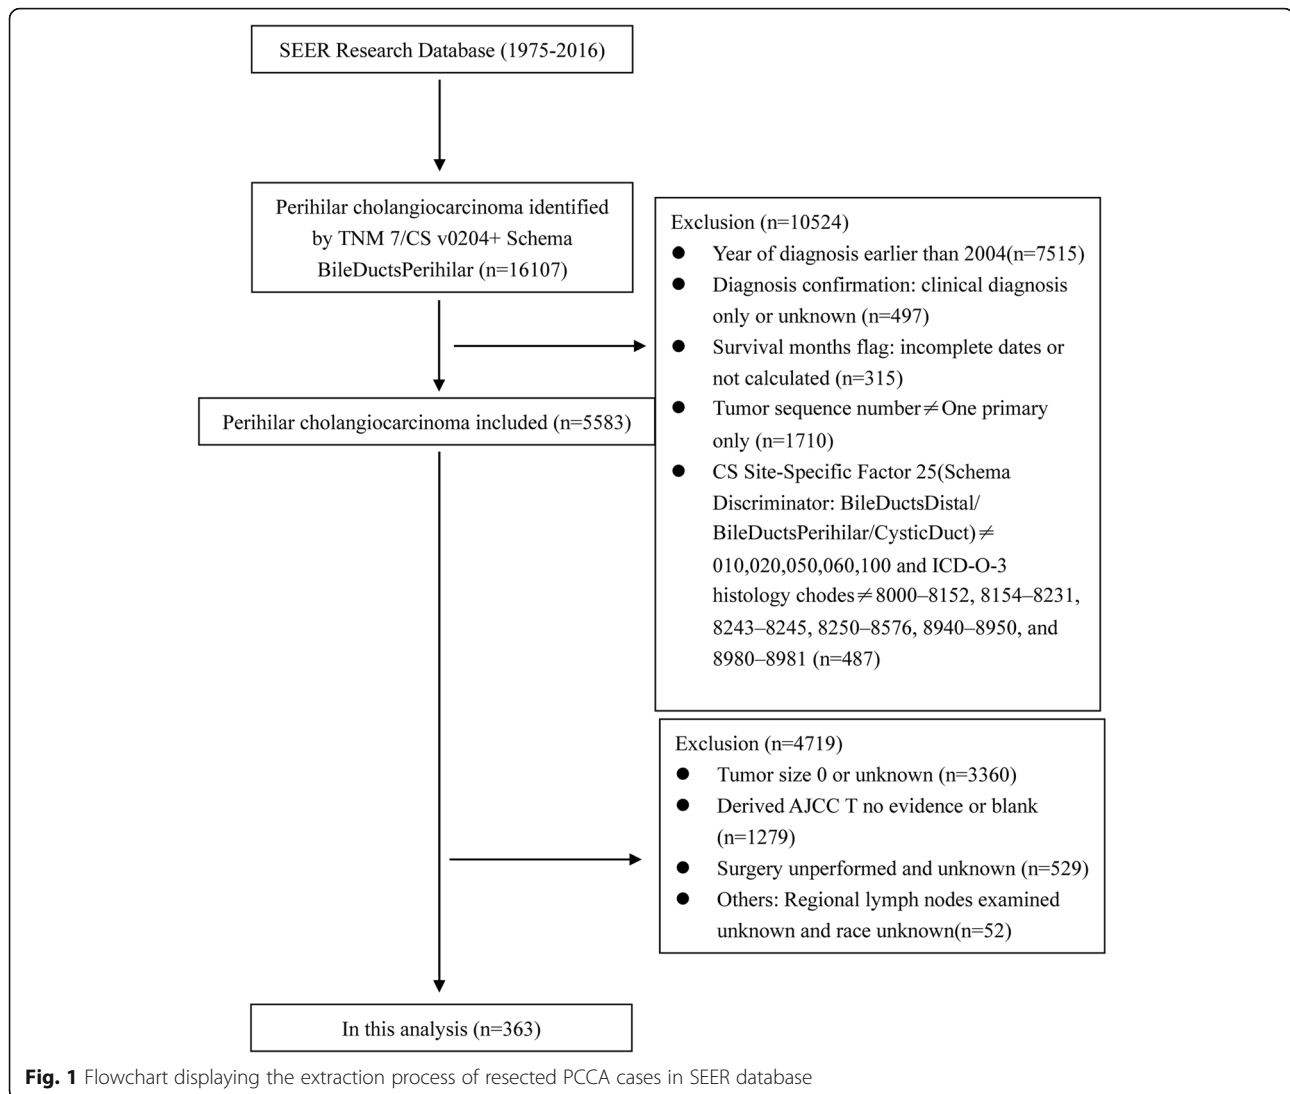 SEER Research Database (1975-2016)
Perihilar cholangiocarcinoma identified
by TNM 7/CS v0204+ Schema
BileDuctsPerihilar (n=16107)
Exclusion (n=10524)
● Year of diagnosis earlier than 2004(n=7515)
● Diagnosis confirmation: clinical diagnosis
only or unknown (n=497)
● Survival months flag: incomplete dates or
not calculated (n=315)
● Tumor sequence number≠One primary
only (n=1710)
● CS Site-Specific Factor 25(Schema
Discriminator: BileDuctsDistal/
BileDuctsPerihilar/CysticDuct)≠
010,020,050,060,100 and ICD-O-3
histology chodes≠8000–8152, 8154–8231,
8243–8245, 8250–8576, 8940–8950, and
8980–8981 (n=487)
Perihilar cholangiocarcinoma included (n=5583)
Exclusion (n=4719)
● Tumor size 0 or unknown (n=3360)
● Derived AJCC T no evidence or blank
(n=1279)
● Surgery unperformed and unknown (n=529)
● Others: Regional lymph nodes examined
unknown and race unknown(n=52)
In this analysis (n=363)
Fig. 1 Flowchart displaying the extraction process of resected PCCA cases in SEER database